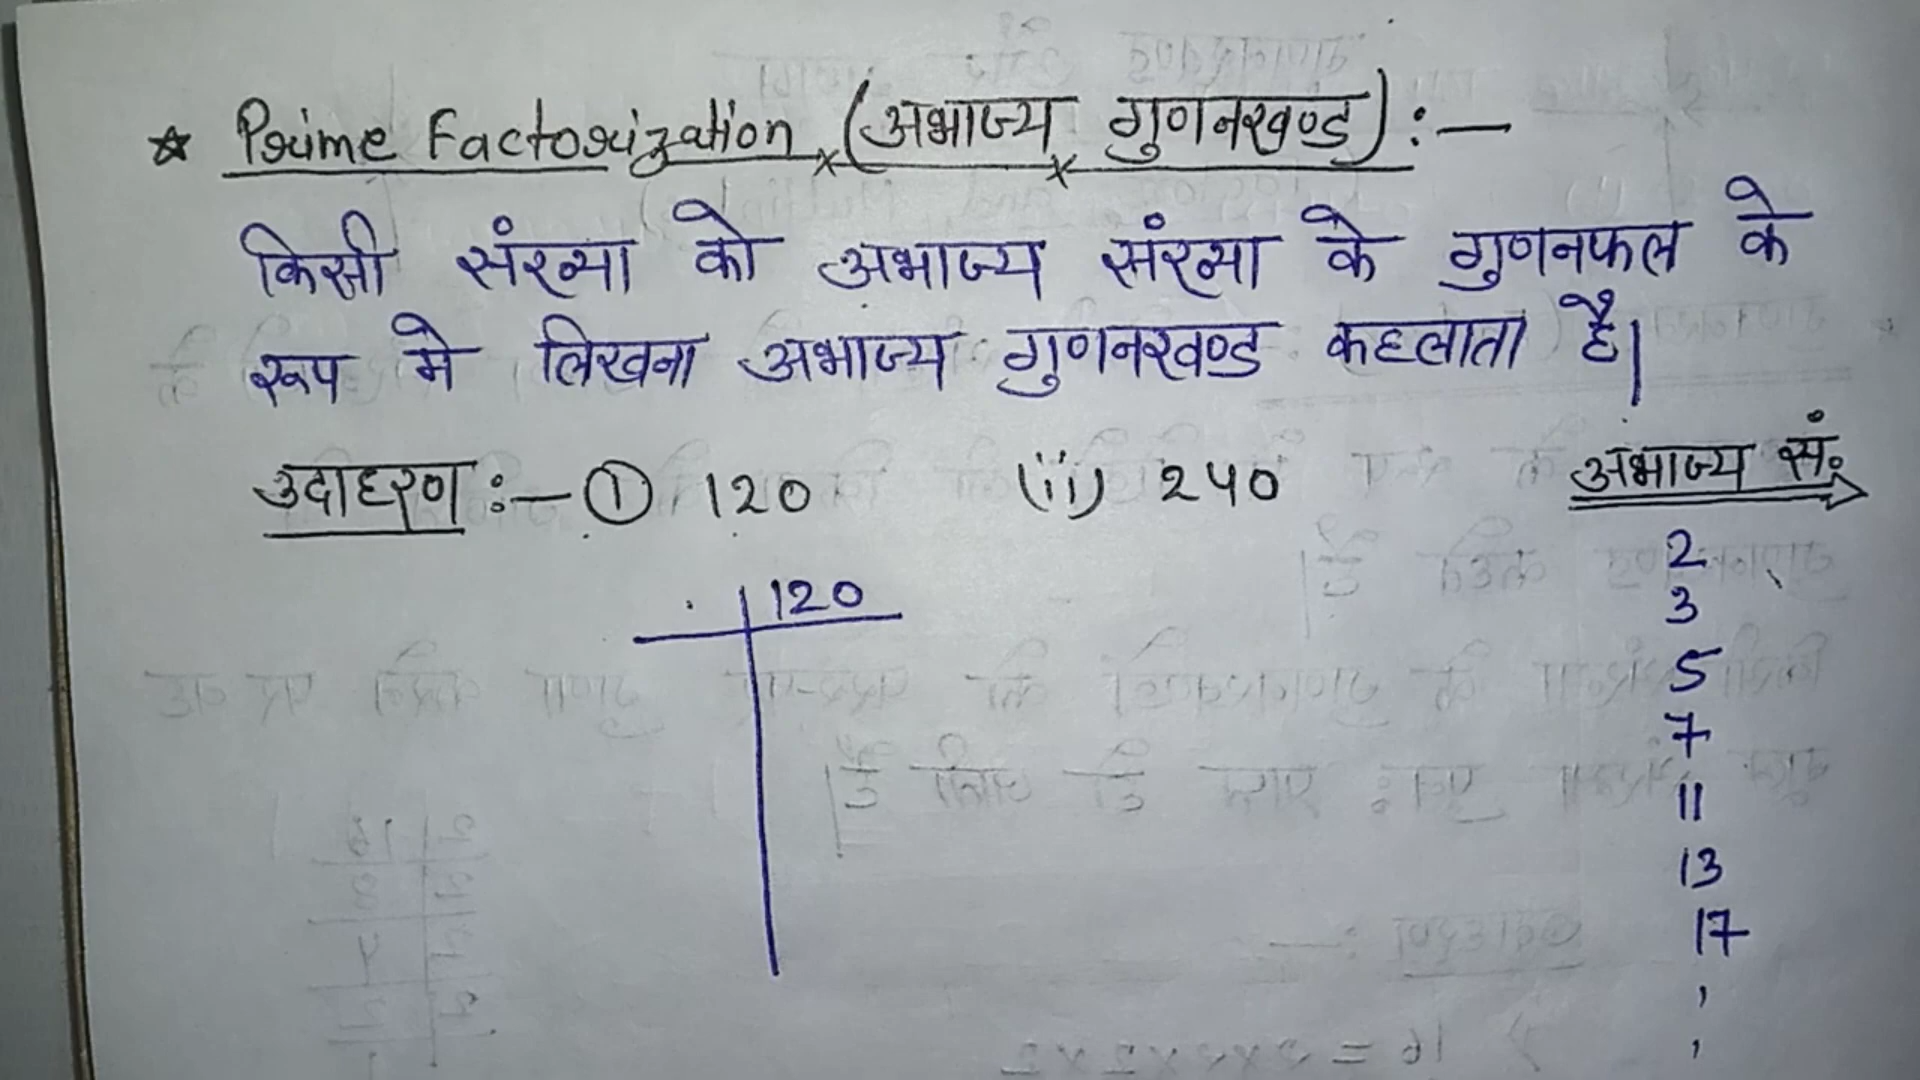 ☆ Prime Factorization (अभाज्य गुणनखण्ड) :—
किसी संख्या को अभाज्य संख्या के गुणनफल के
रूप मे लिखना अभाज्य गुणनखण्ड कहलाता है|
उदाहरण :— ① 120 (ii) 240
120
अभाज्य सं॰
2
3
5
7
11
13
17
,
,